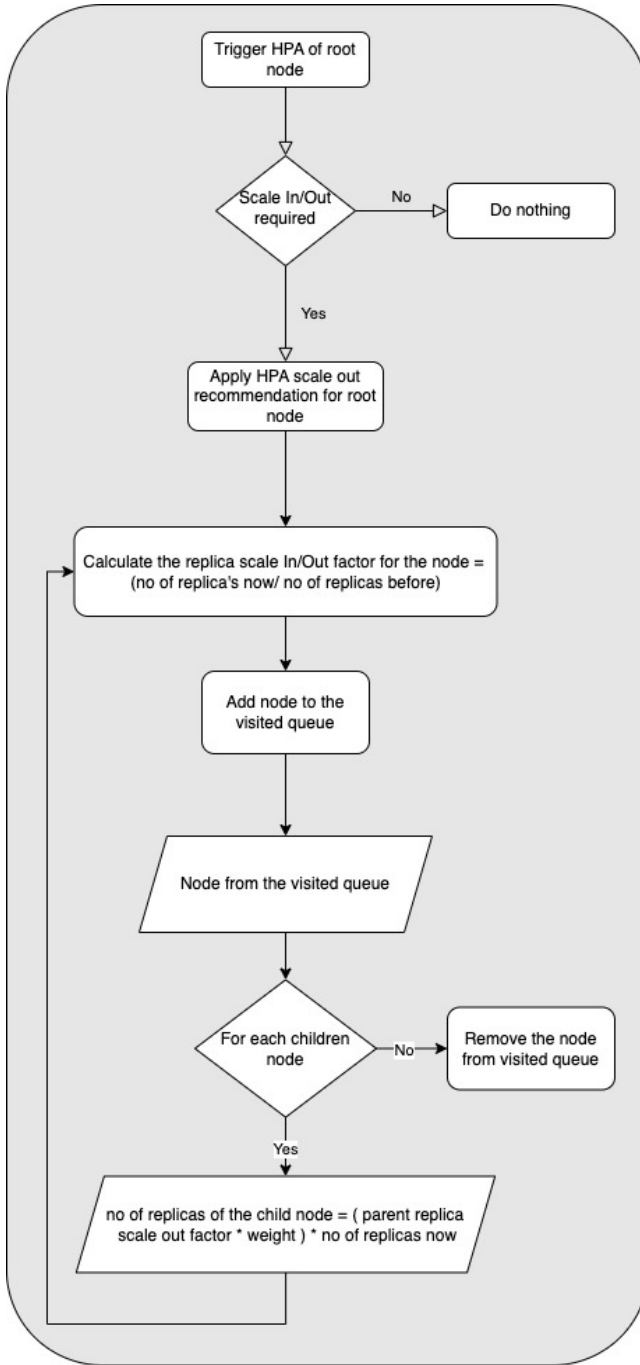 Trigger HPA of root
node
Scale In/Out
required
No
Do nothing
Yes
Apply HPA scale out
recommendation for root
node
Calculate the replica scale In/Out factor for the node =
(no of replica's now/ no of replicas before)
Add node to the
visited queue
Node from the visited queue
For each children
node
No
Remove the node
from visited queue
Yes
no of replicas of the child node = ( parent replica
scale out factor * weight ) * no of replicas now